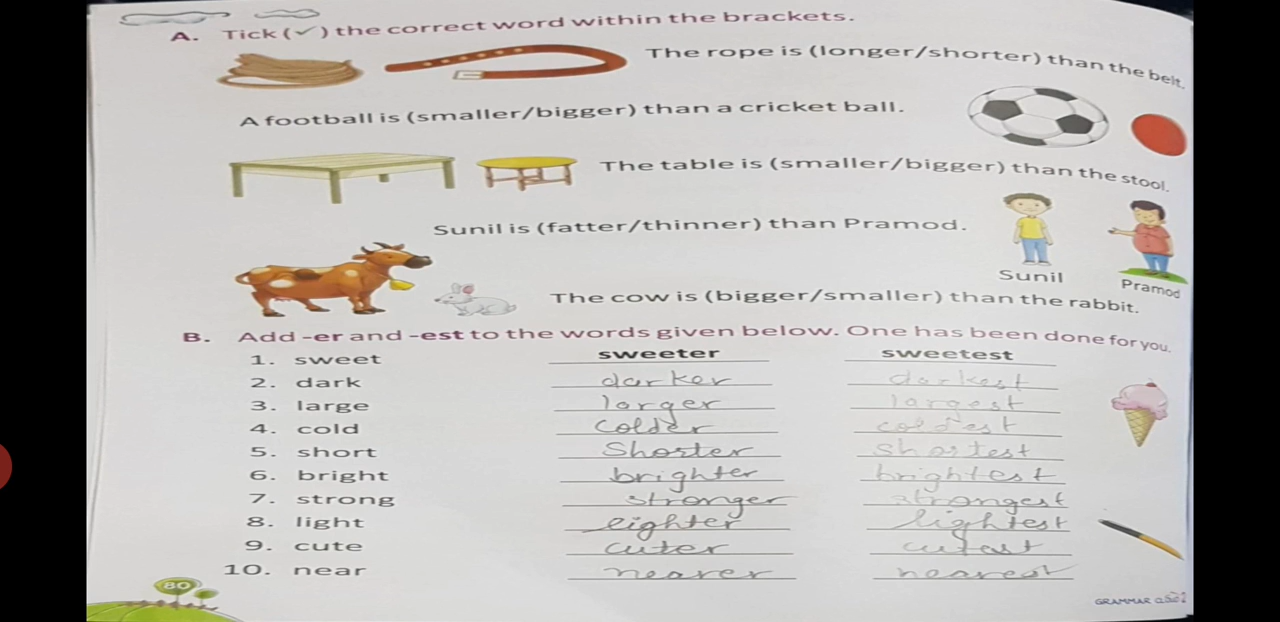 A. Tick (✓) the correct word within the brackets.
The rope is (longer/shorter) than the belt.
A football is (smaller/bigger) than a cricket ball.
The table is (smaller/bigger) than the stool.
Sunil is (fatter/thinner) than Pramod.
Sunil
Pramod
The cow is (bigger/smaller) than the rabbit.
B. Add -er and -est to the words given below. One has been done for you.
1. sweet sweeter sweetest
2. dark darker darkest
3. large larger largest
4. cold colder coldest
5. short Shorter shortest
6. bright brighter brightest
7. strong stronger strongest
8. light lighter lightest
9. cute cuter cutest
10. near nearer nearest
80
GRAMMAR